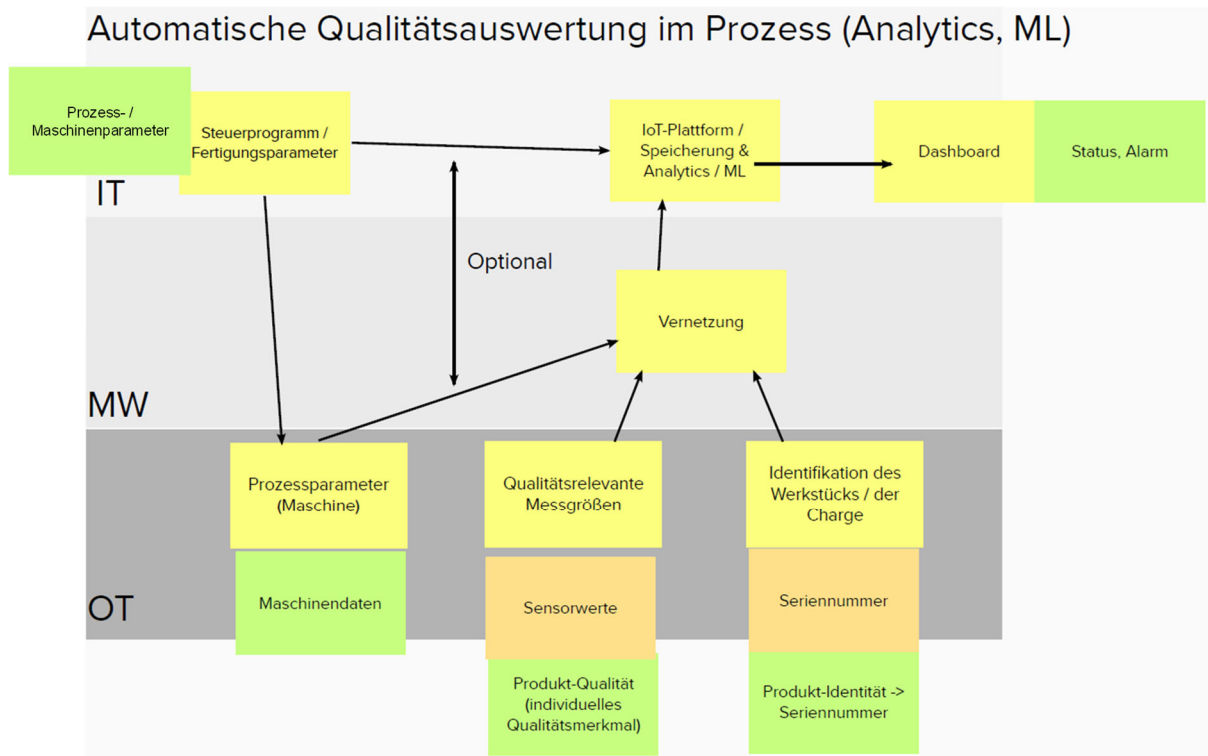 Automatische Qualitätsauswertung im Prozess (Analytics, ML)
Prozess- /
Maschinenparameter
Steuerprogramm /
Fertigungsparameter
IoT-Plattform /
Speicherung &
Analytics / ML
Dashboard
Status, Alarm
IT
Optional
Vernetzung
MW
Prozessparameter
(Maschine)
Qualitätsrelevante
Messgrößen
Identifikation des
Werkstücks / der
Charge
OT
Maschinendaten
Sensorwerte
Seriennummer
Produkt-Qualität
(individuelles
Qualitätsmerkmal)
Produkt-Identität ->
Seriennummer